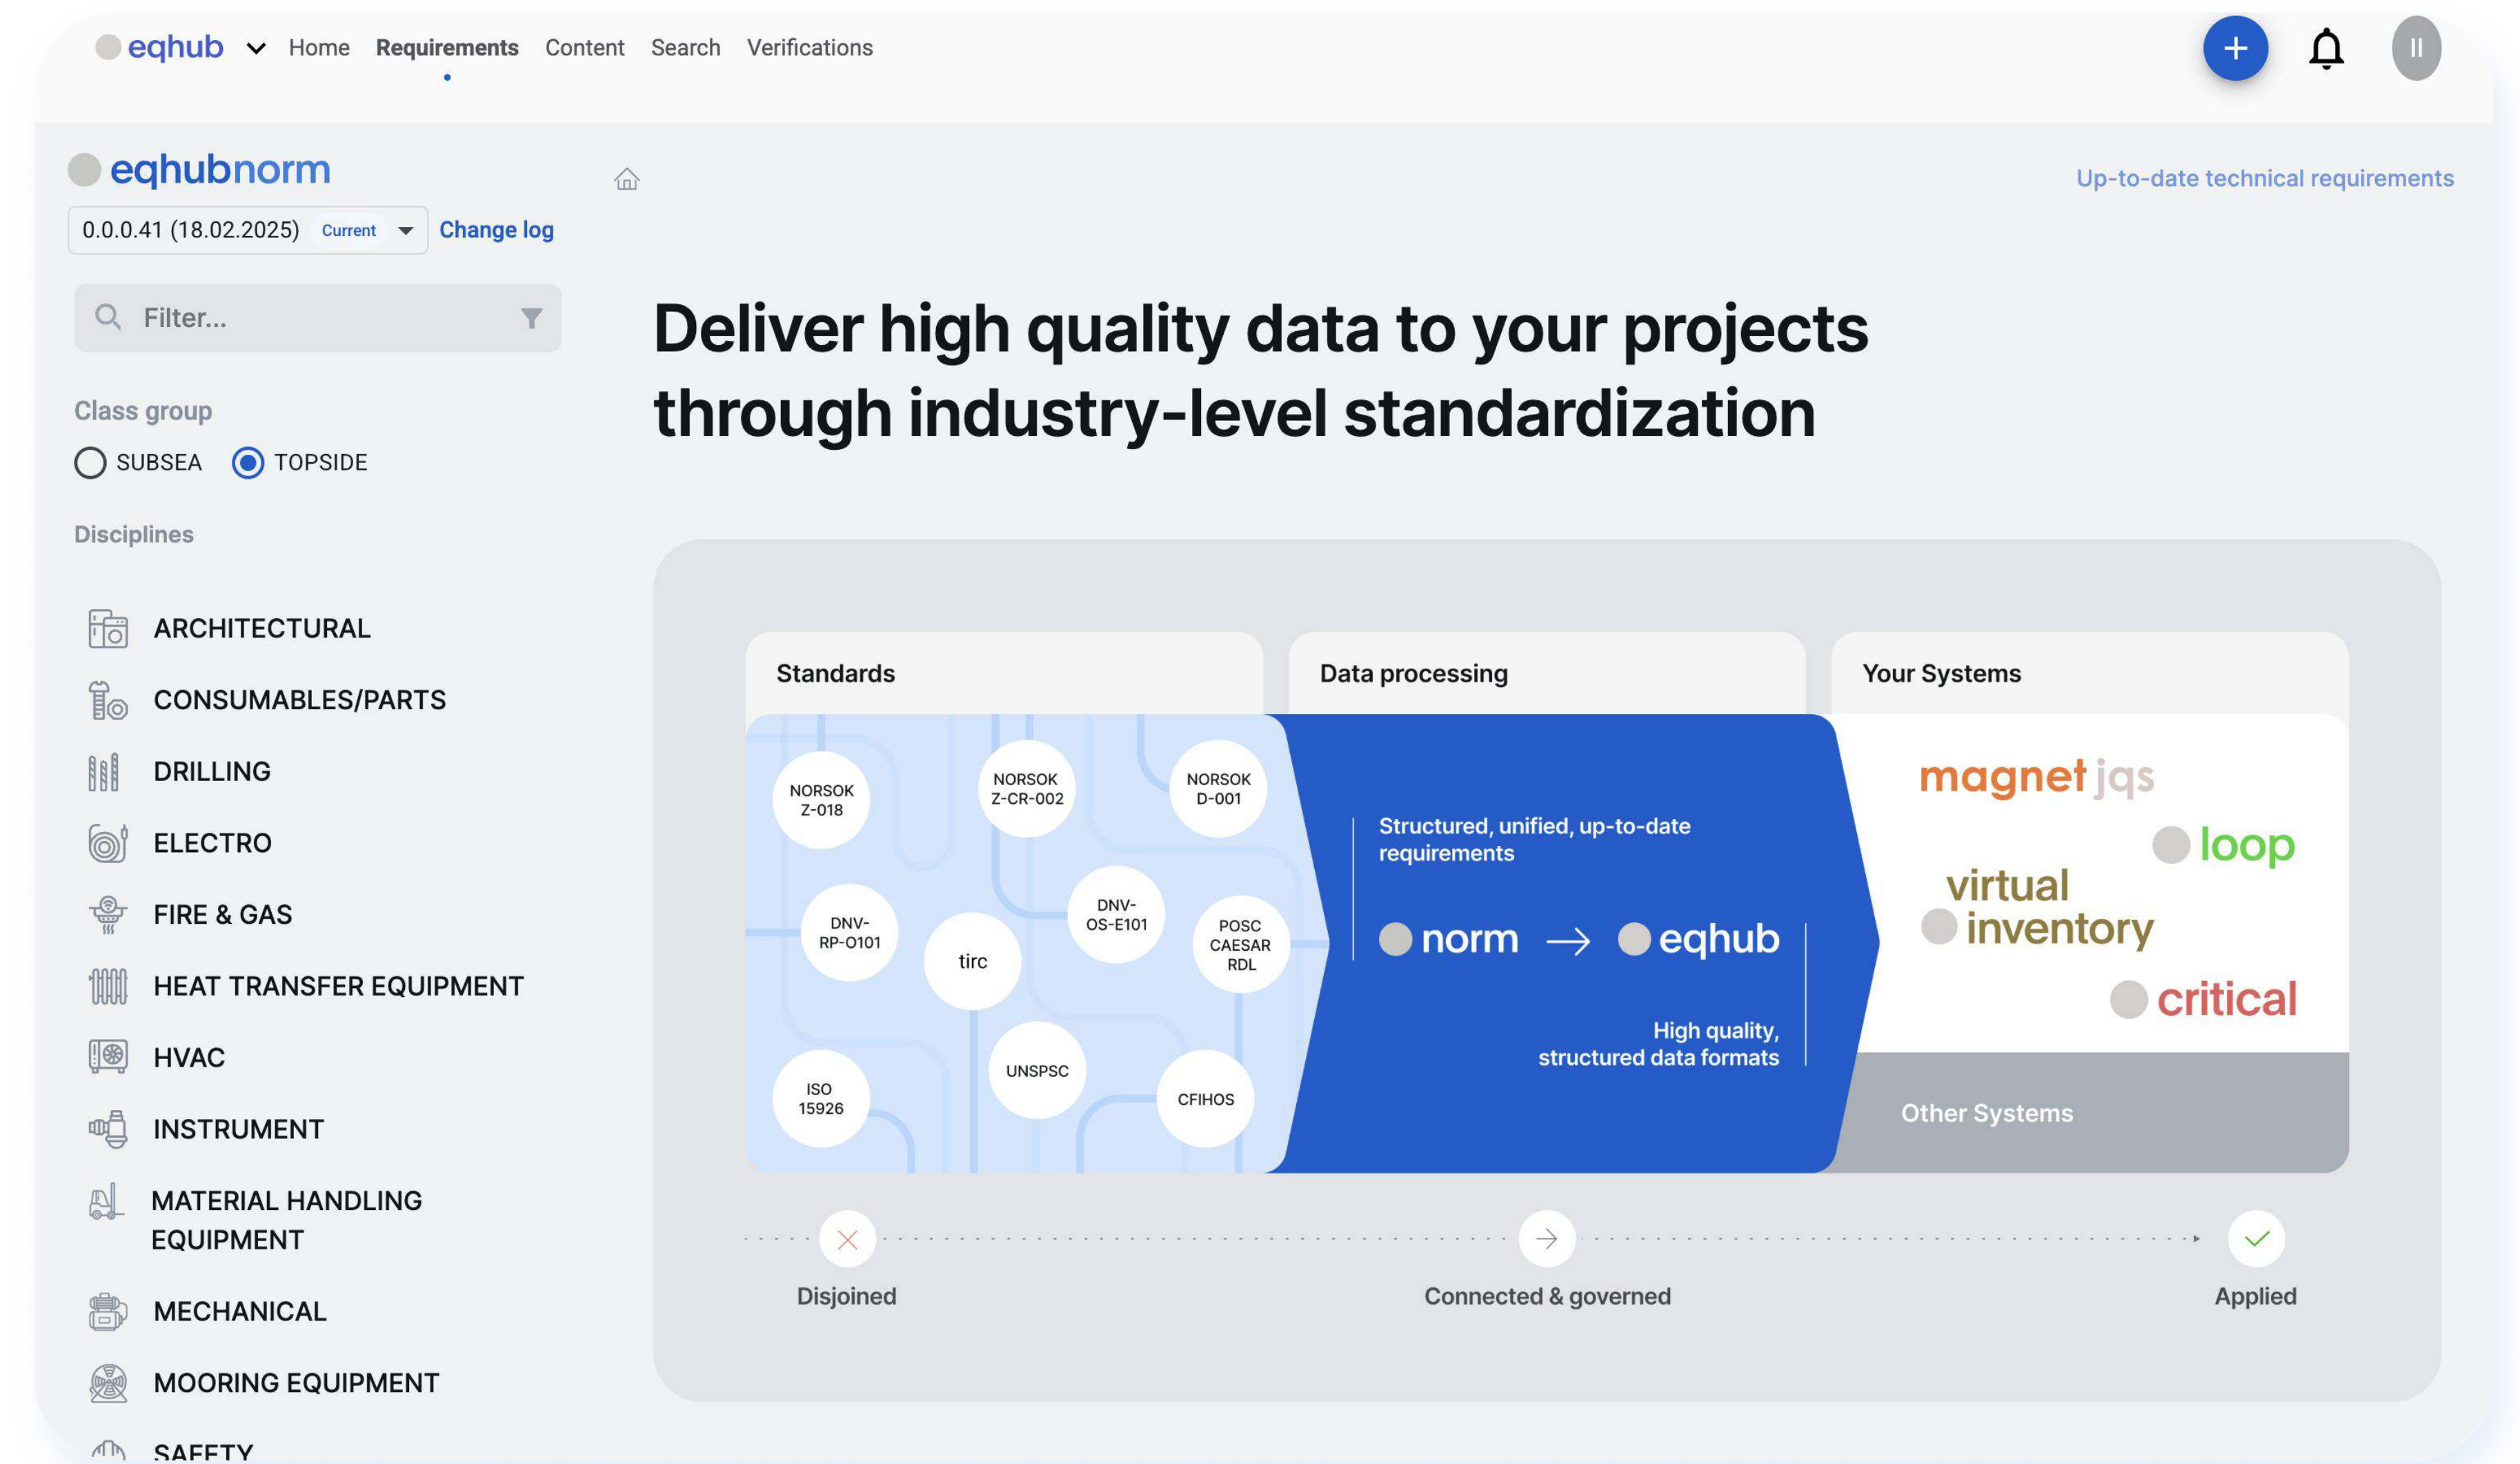 eqhub Home Requirements Content Search Verifications
II
eqhubnorm
0.0.0.41 (18.02.2025) Current Change log
Filter...
Class group
SUBSEA TOPSIDE
Disciplines
ARCHITECTURAL
CONSUMABLES/PARTS
DRILLING
ELECTRO
FIRE & GAS
HEAT TRANSFER EQUIPMENT
HVAC
INSTRUMENT
MATERIAL HANDLING
EQUIPMENT
MECHANICAL
MOORING EQUIPMENT
SAFETY
Up-to-date technical requirements
Deliver high quality data to your projects
through industry-level standardization
Standards
NORSOK
Z-018
NORSOK
Z-CR-002
NORSOK
D-001
DNV-
RP-O101
tirc
DNV-
OS-E101
POSC
CAESAR
RDL
ISO
15926
UNSPSC
CFIHOS
Data processing
Structured, unified, up-to-date
requirements
norm → eqhub
High quality,
structured data formats
Your Systems
magnet jqs
loop
virtual
inventory
critical
Other Systems
Disjoined
Connected & governed
Applied